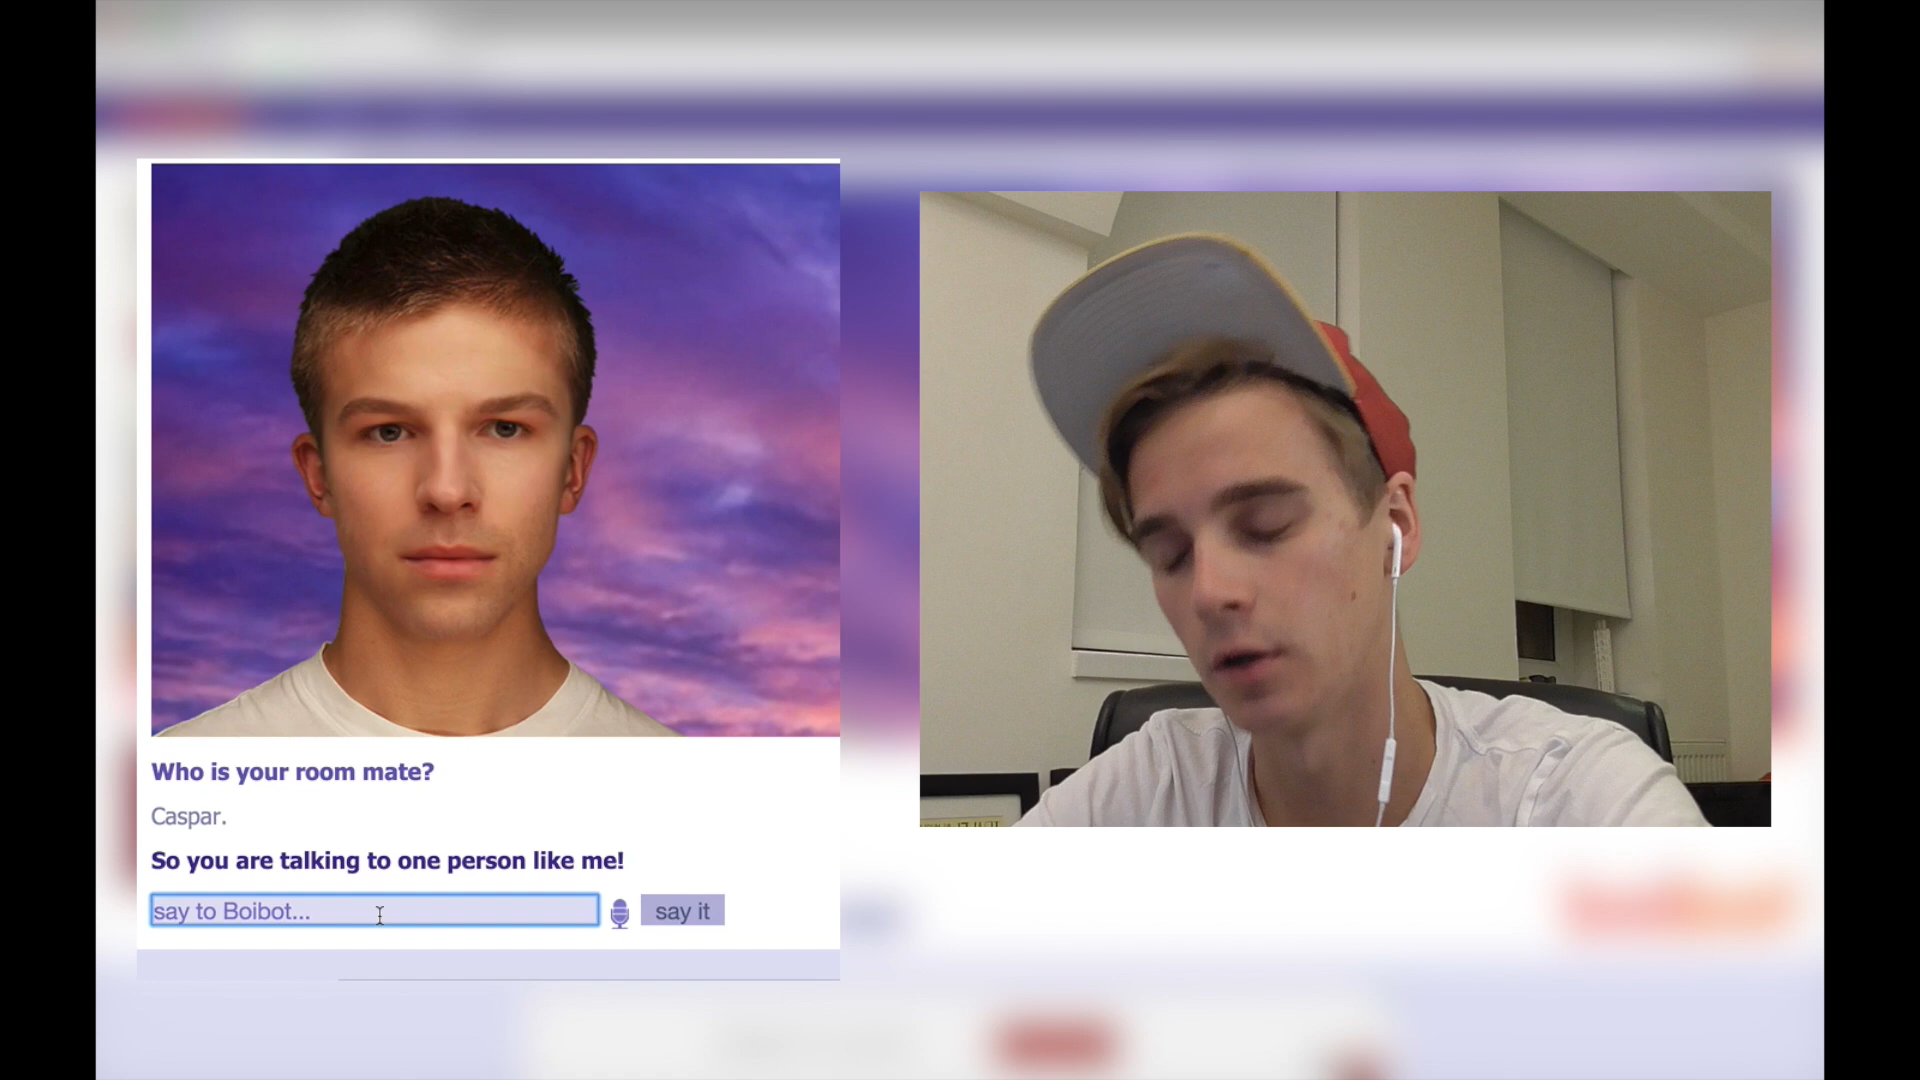 Who is your room mate?
Caspar.
So you are talking to one person like me!
say to Boibot...
say it